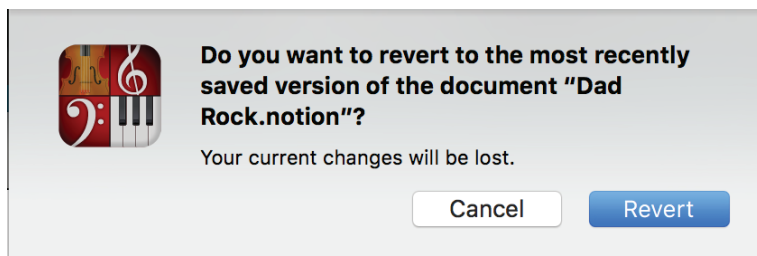 Do you want to revert to the most recently
saved version of the document “Dad
Rock.notion”?
Your current changes will be lost.
Cancel Revert